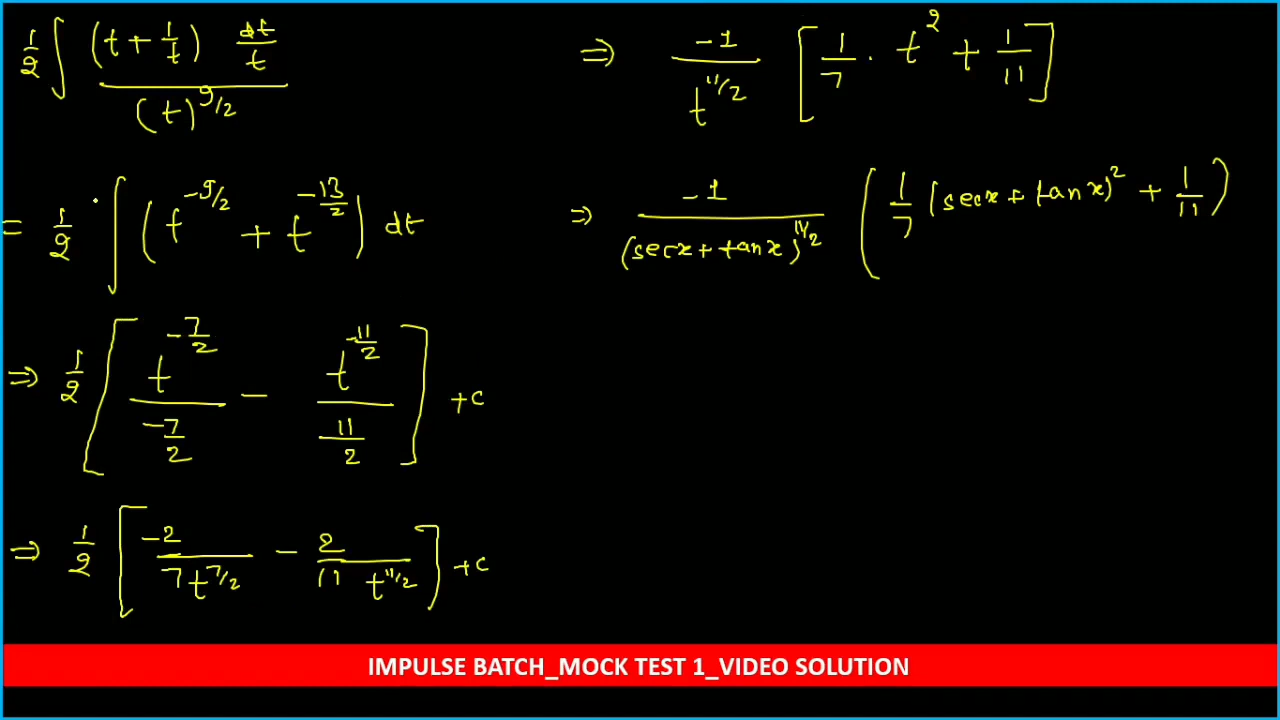 1/2 ∫ (t + 1/t) dt/t / (t)^9/2
= 1/2 ∫ (t^-9/2 + t^-13/2) dt
⇒ 1/2 [ t^-7/2 / -7/2 - t^-11/2 / 11/2 ] + c
⇒ 1/2 [ -2 / 7t^7/2 - 2 / 11 t^11/2 ] + c
⇒ -1 / t^11/2 [ 1/7 · t^2 + 1/11 ]
⇒ -1 / (secx + tanx)^11/2 ( 1/7 (secx + tanx)^2 + 1/11 )
IMPULSE BATCH_MOCK TEST 1_VIDEO SOLUTION